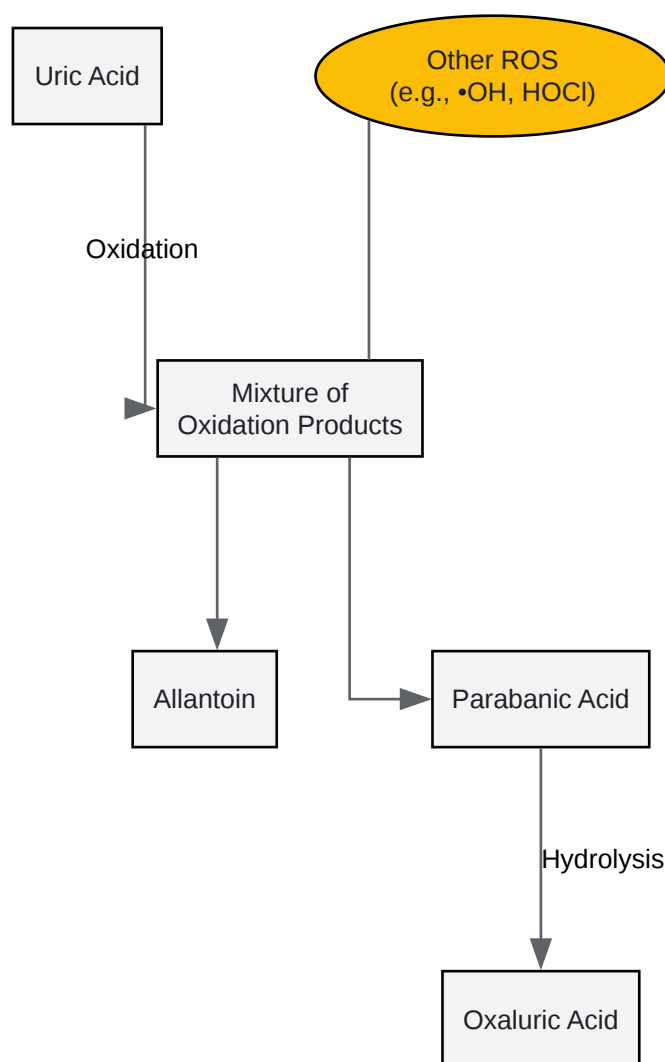 Uric Acid
Other ROS
(e.g., •OH, HOCl)
Oxidation
Mixture of
Oxidation Products
Allantoin
Parabanic Acid
Hydrolysis
Oxaluric Acid